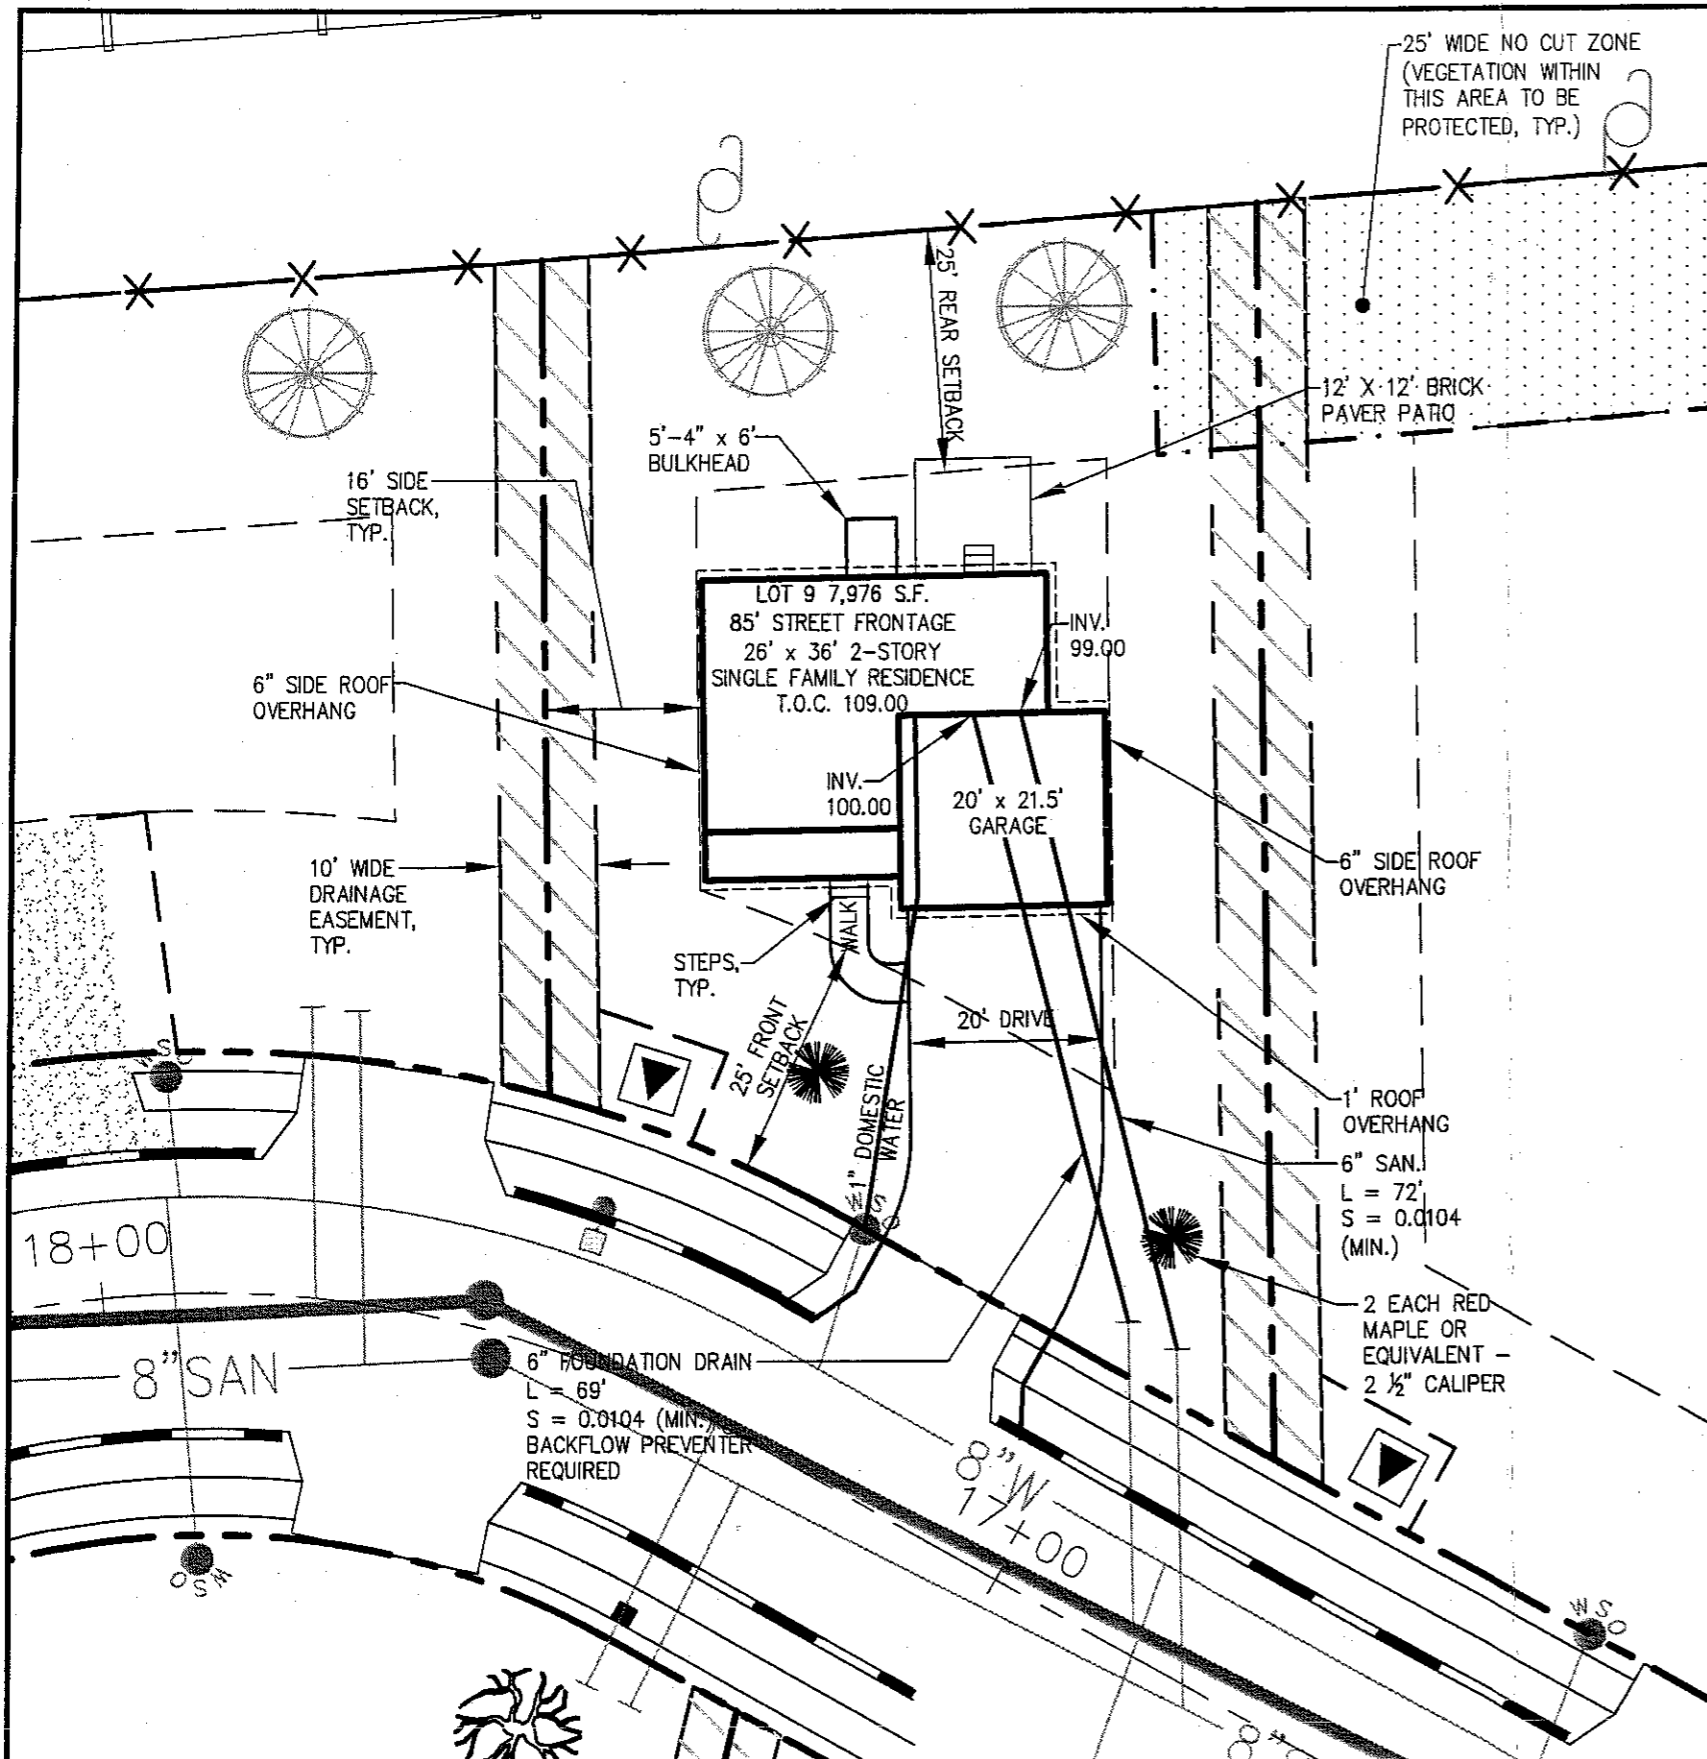 25' WIDE NO CUT ZONE
(VEGETATION WITHIN
THIS AREA TO BE
PROTECTED, TYP.)
25' REAR SETBACK
12' X 12' BRICK
PAVER PATIO
5'-4" x 6'
BULKHEAD
16' SIDE
SETBACK,
TYP.
LOT 9 7,976 S.F.
85' STREET FRONTAGE
26' x 36' 2-STORY
SINGLE FAMILY RESIDENCE
T.O.C. 109.00
INV.
99.00
6" SIDE ROOF
OVERHANG
INV.
100.00
20' x 21.5'
GARAGE
6" SIDE ROOF
OVERHANG
10' WIDE
DRAINAGE
EASEMENT,
TYP.
WALK
STEPS,
TYP.
20' DRIVE
25' FRONT
SETBACK
1" DOMESTIC
WATER
1' ROOF
OVERHANG
6" SAN.
L = 72'
S = 0.0104
(MIN.)
W S O
W S O
18+00
2 EACH RED
MAPLE OR
EQUIVALENT -
2 ½" CALIPER
8"SAN
6" FOUNDATION DRAIN
L = 69'
S = 0.0104 (MIN.)
BACKFLOW PREVENTER
REQUIRED
8"W
17+00
W S O
W S O